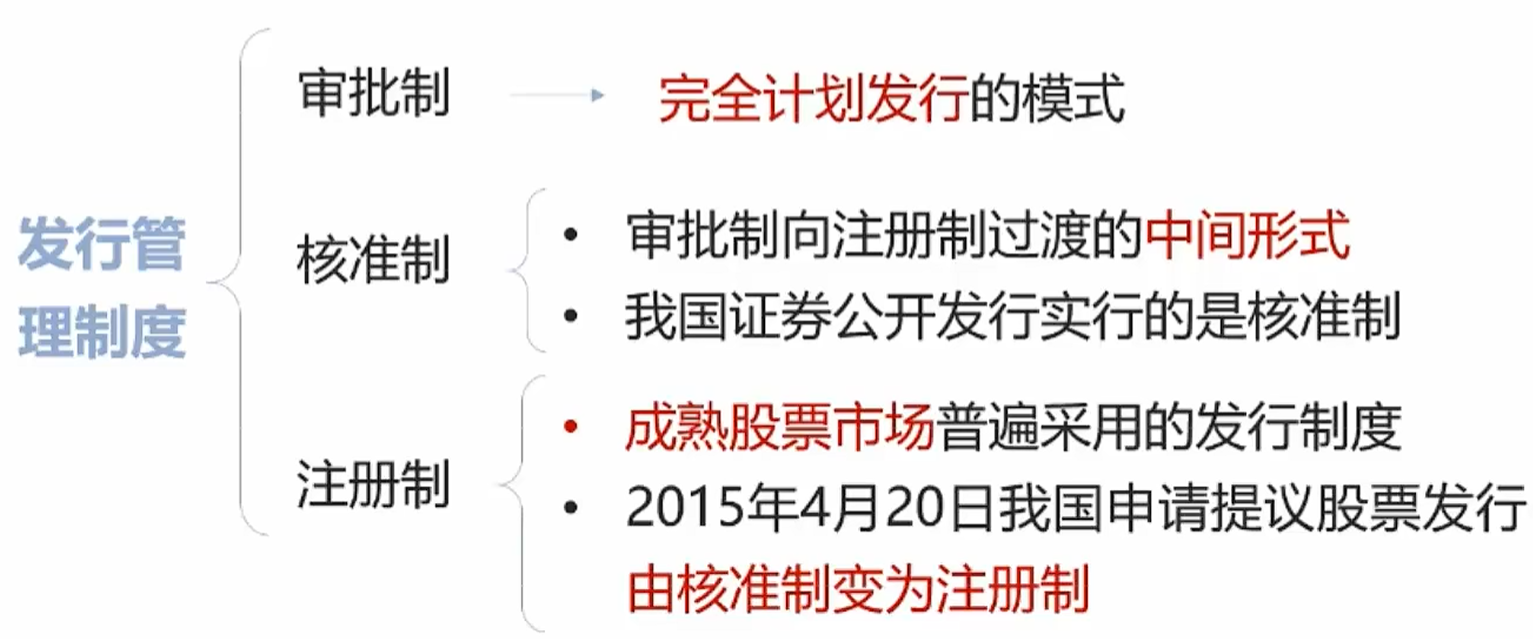 发行管
理制度
审批制
完全计划发行的模式
核准制
• 审批制向注册制过渡的中间形式
• 我国证券公开发行实行的是核准制
注册制
• 成熟股票市场普遍采用的发行制度
• 2015年4月20日我国申请提议股票发行
由核准制变为注册制